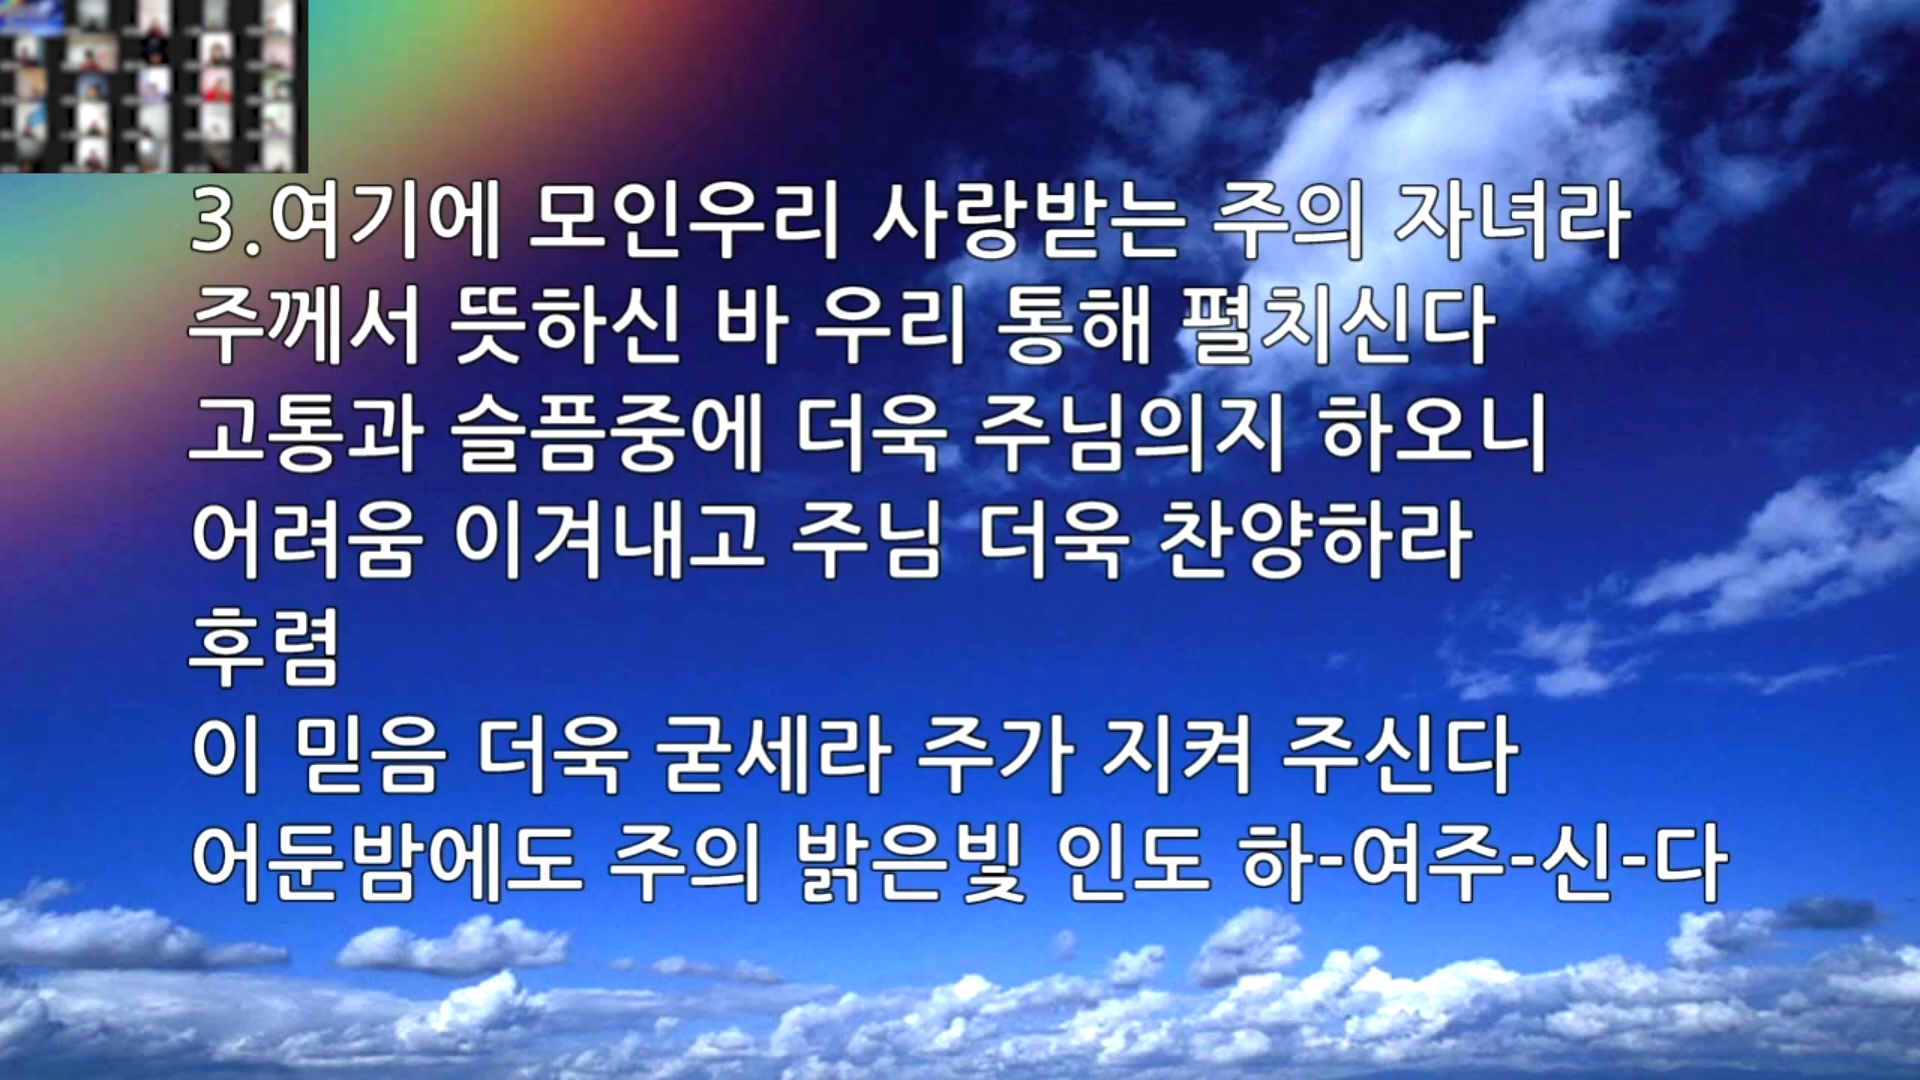 3.여기에 모인우리 사랑받는 주의 자녀라
주께서 뜻하신 바 우리 통해 펼치신다
고통과 슬픔중에 더욱 주님의지 하오니
어려움 이겨내고 주님 더욱 찬양하라
후렴
이 믿음 더욱 굳세라 주가 지켜 주신다
어둔밤에도 주의 밝은빛 인도 하-여주-신-다